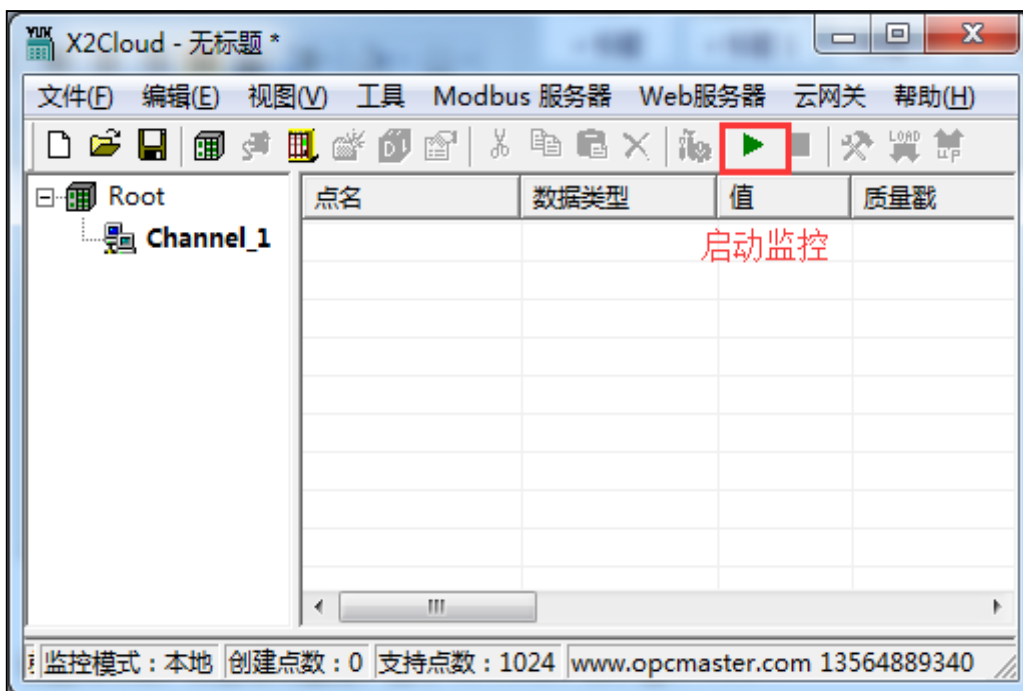 YUK X2Cloud - 无标题 *
文件(F) 编辑(E) 视图(V) 工具 Modbus 服务器 Web服务器 云网关 帮助(H)
LOAD UP
Root
Channel_1
点名 数据类型 值 质量戳
启动监控
监控模式：本地 创建点数：0 支持点数：1024 www.opcmaster.com 13564889340